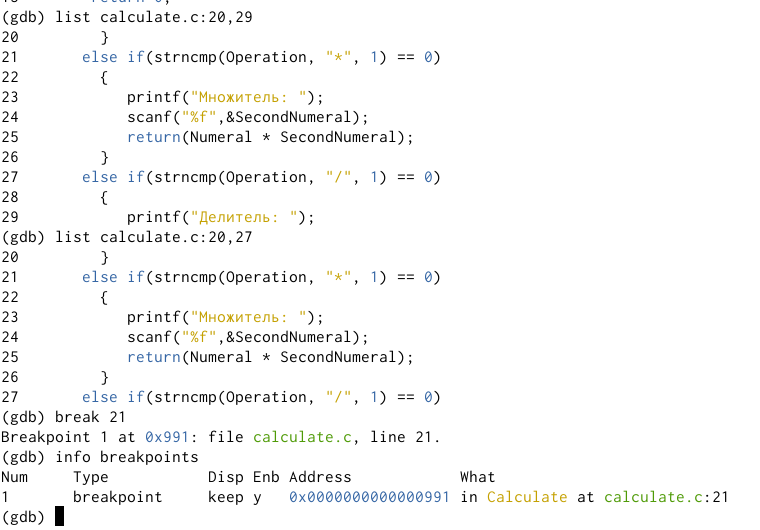 (gdb) list calculate.c:20,29
20         }
21       else if(strncmp(Operation, "*", 1) == 0)
22         {
23            printf("Множитель: ");
24            scanf("%f",&SecondNumeral);
25            return(Numeral * SecondNumeral);
26         }
27       else if(strncmp(Operation, "/", 1) == 0)
28         {
29            printf("Делитель: ");
(gdb) list calculate.c:20,27
20         }
21       else if(strncmp(Operation, "*", 1) == 0)
22         {
23            printf("Множитель: ");
24            scanf("%f",&SecondNumeral);
25            return(Numeral * SecondNumeral);
26         }
27       else if(strncmp(Operation, "/", 1) == 0)
(gdb) break 21
Breakpoint 1 at 0x991: file calculate.c, line 21.
(gdb) info breakpoints
Num     Type           Disp Enb Address            What
1       breakpoint     keep y   0x0000000000000991 in Calculate at calculate.c:21
(gdb)